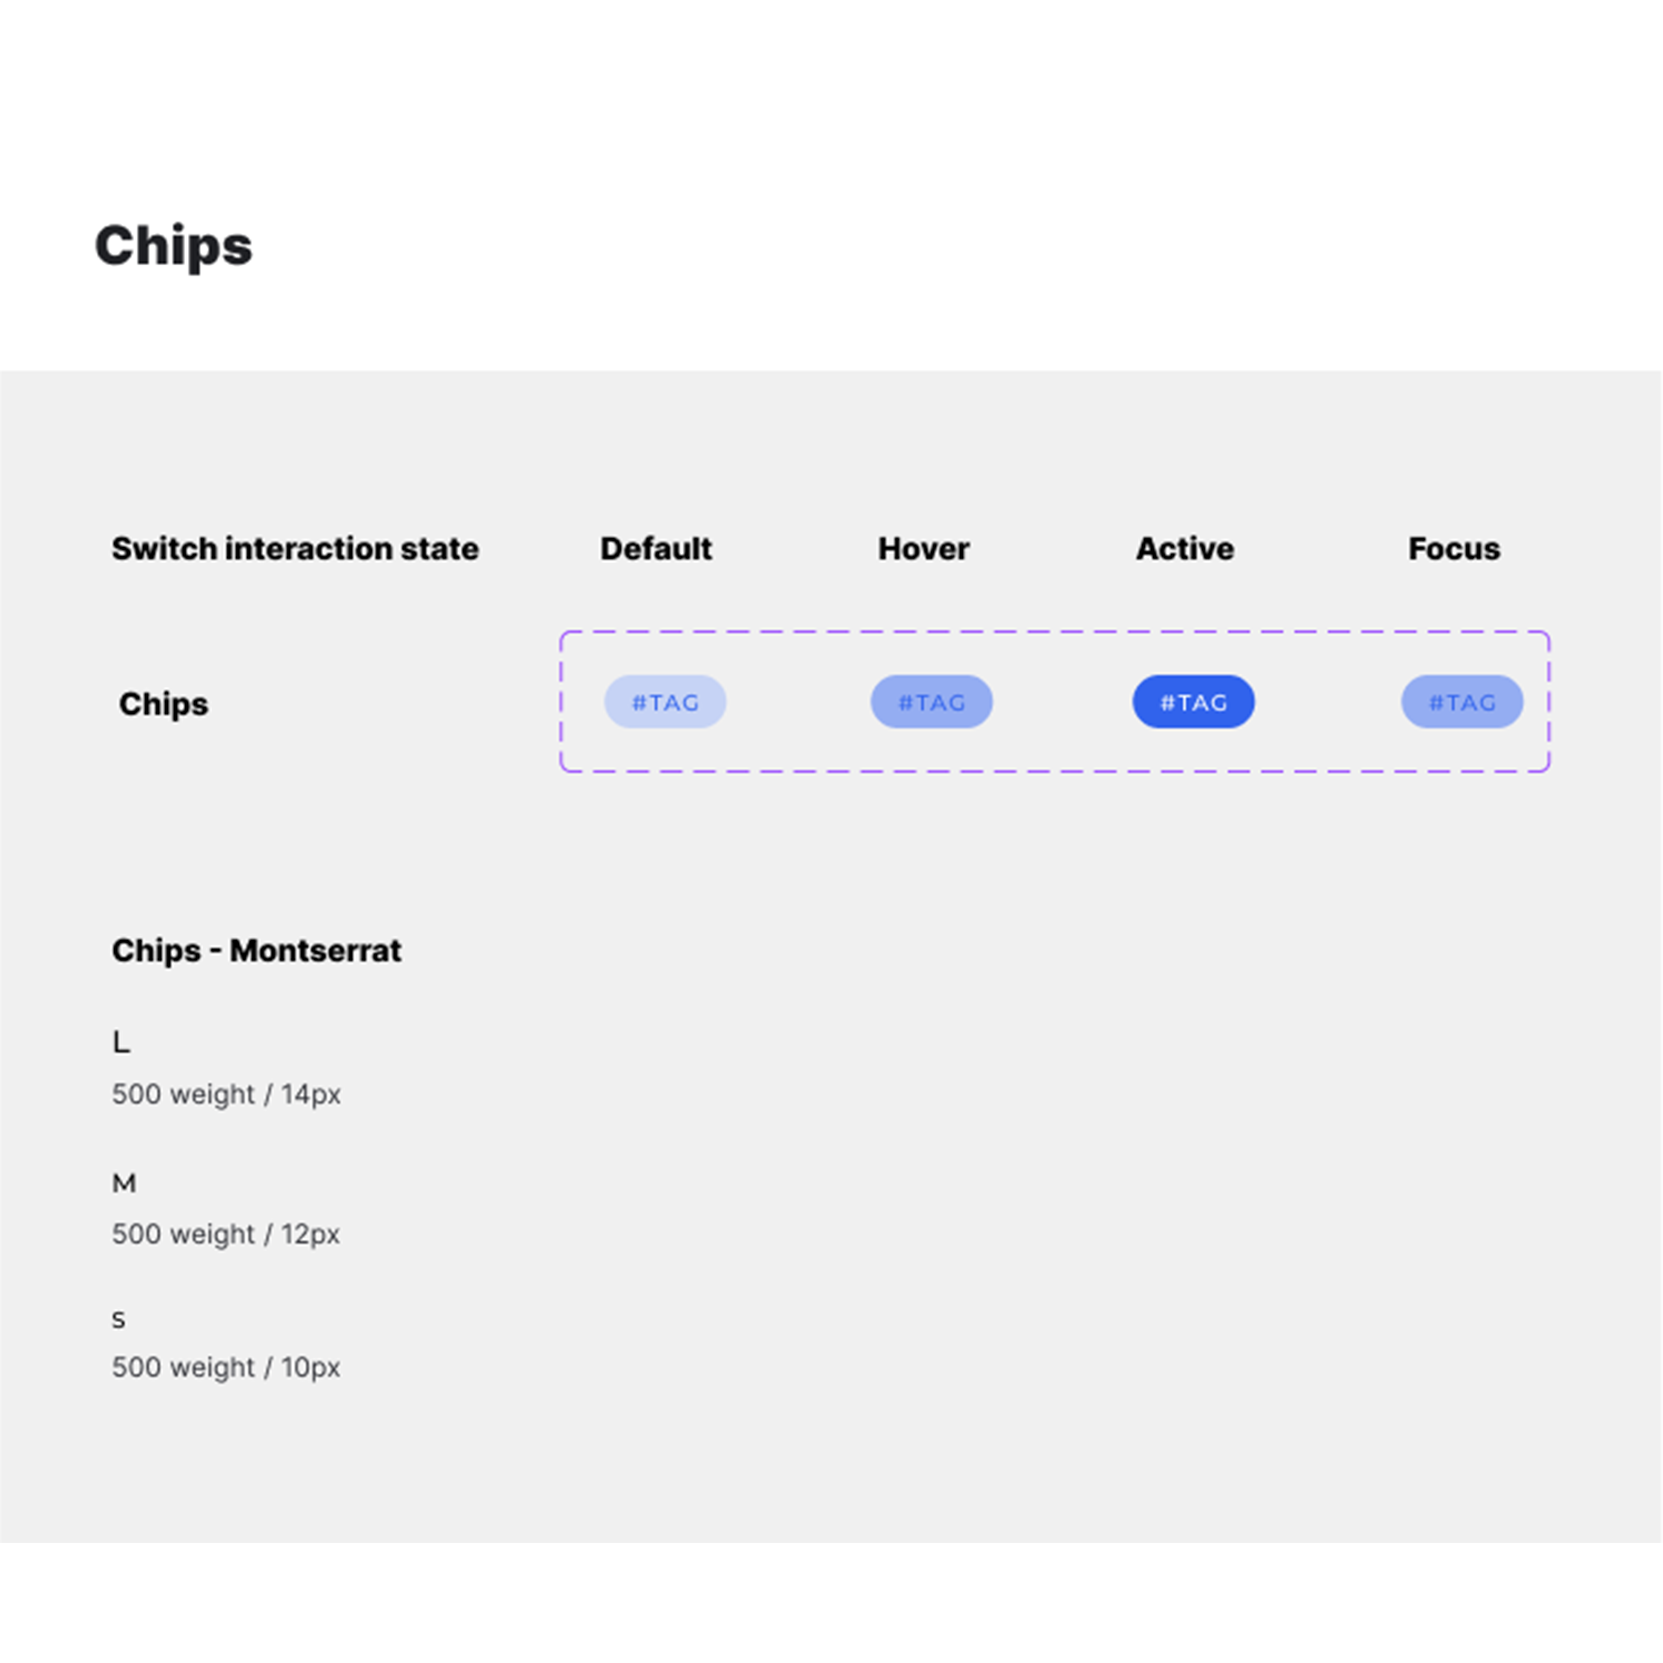 Chips
Switch interaction state Default Hover Active Focus
Chips #TAG #TAG #TAG #TAG
Chips - Montserrat
L
500 weight / 14px
M
500 weight / 12px
S
500 weight / 10px